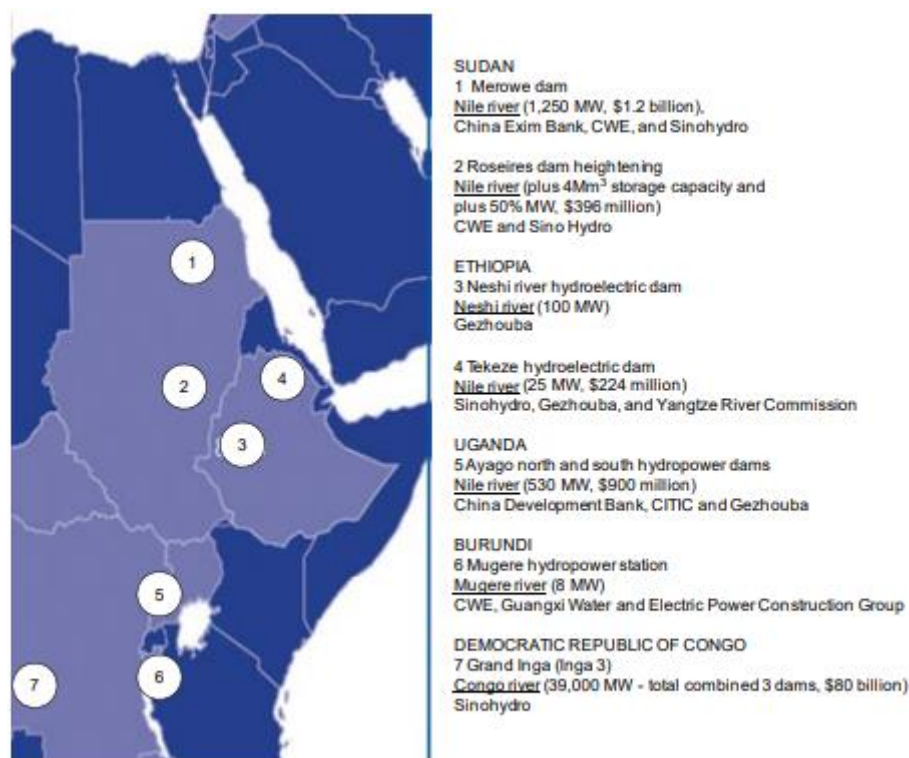 SUDAN
1 Merowe dam
Nile river (1,250 MW, $1.2 billion),
China Exim Bank, CWE, and Sinohydro
2 Roseires dam heightening
Nile river (plus 4Mm³ storage capacity and
plus 50% MW, $396 million)
CWE and Sino Hydro
ETHIOPIA
3 Neshi river hydroelectric dam
Neshi river (100 MW)
Gezhouba
4 Tekeze hydroelectric dam
Nile river (25 MW, $224 million)
Sinohydro, Gezhouba, and Yangtze River Commission
UGANDA
5 Ayago north and south hydropower dams
Nile river (530 MW, $900 million)
China Development Bank, CITIC and Gezhouba
BURUNDI
6 Mugere hydropower station
Mugere river (8 MW)
CWE, Guangxi Water and Electric Power Construction Group
DEMOCRATIC REPUBLIC OF CONGO
7 Grand Inga (Inga 3)
Congo river (39,000 MW - total combined 3 dams, $80 billion)
Sinohydro
1
2
4
3
5
6
7